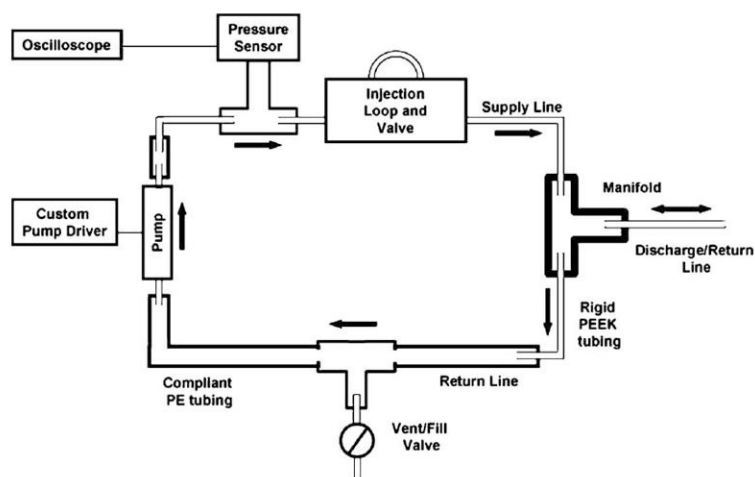 Oscilloscope
Pressure
Sensor
Injection
Loop and
Valve
Supply Line
Manifold
Custom
Pump Driver
Pump
Discharge/Return
Line
Rigid
PEEK
tubing
Compliant
PE tubing
Return Line
Vent/Fill
Valve